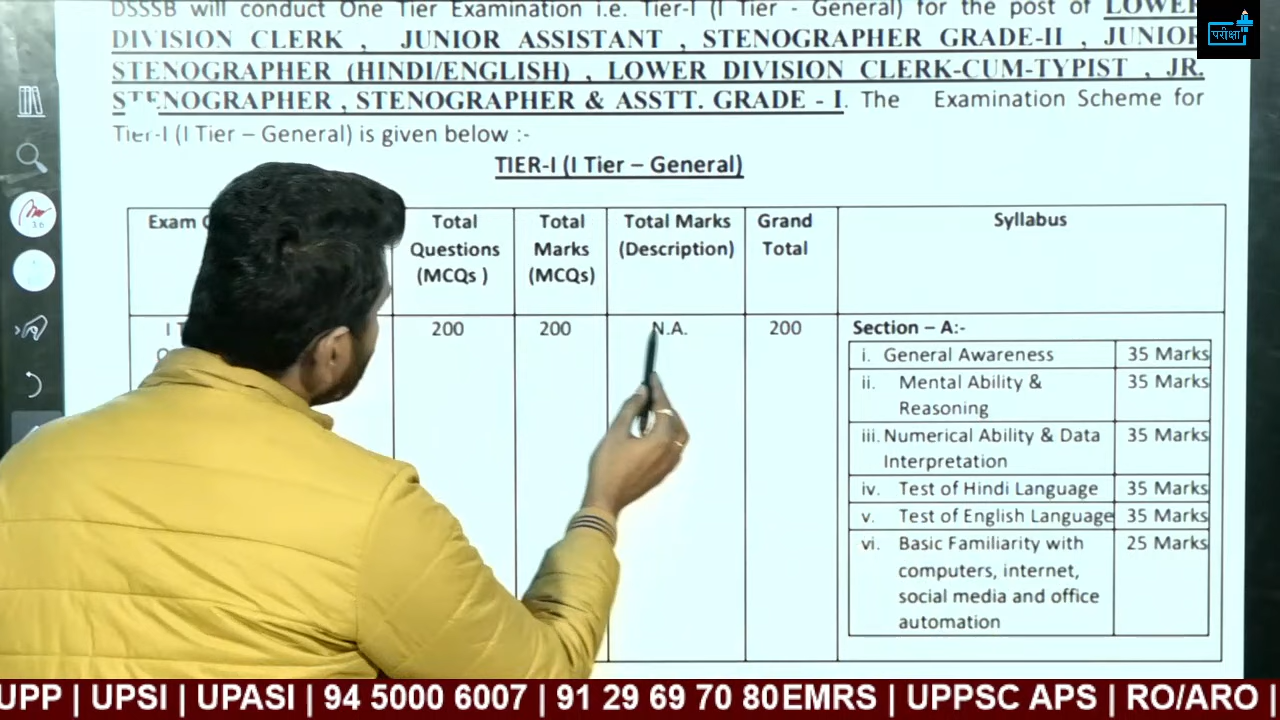 DSSSB will conduct One Tier Examination i.e. Tier-I (I Tier - General) for the post of LOWER
DIVISION CLERK , JUNIOR ASSISTANT , STENOGRAPHER GRADE-II , JUNIOR
STENOGRAPHER (HINDI/ENGLISH) , LOWER DIVISION CLERK-CUM-TYPIST , JR.
STENOGRAPHER , STENOGRAPHER & ASSTT. GRADE - I. The Examination Scheme for
Tier-I (I Tier – General) is given below :-
परीक्षा
TIER-I (I Tier – General)
Exam
Total Questions (MCQs )
Total Marks (MCQs)
Total Marks (Description)
Grand Total
Syllabus
200
200
N.A.
200
Section – A:-
i. General Awareness 35 Marks
ii. Mental Ability & 35 Marks
Reasoning
iii. Numerical Ability & Data 35 Marks
Interpretation
iv. Test of Hindi Language 35 Marks
v. Test of English Language 35 Marks
vi. Basic Familiarity with 25 Marks
computers, internet,
social media and office
automation
UPP | UPSI | UPASI | 94 5000 6007 | 91 29 69 70 80EMRS | UPPSC APS | RO/ARO |